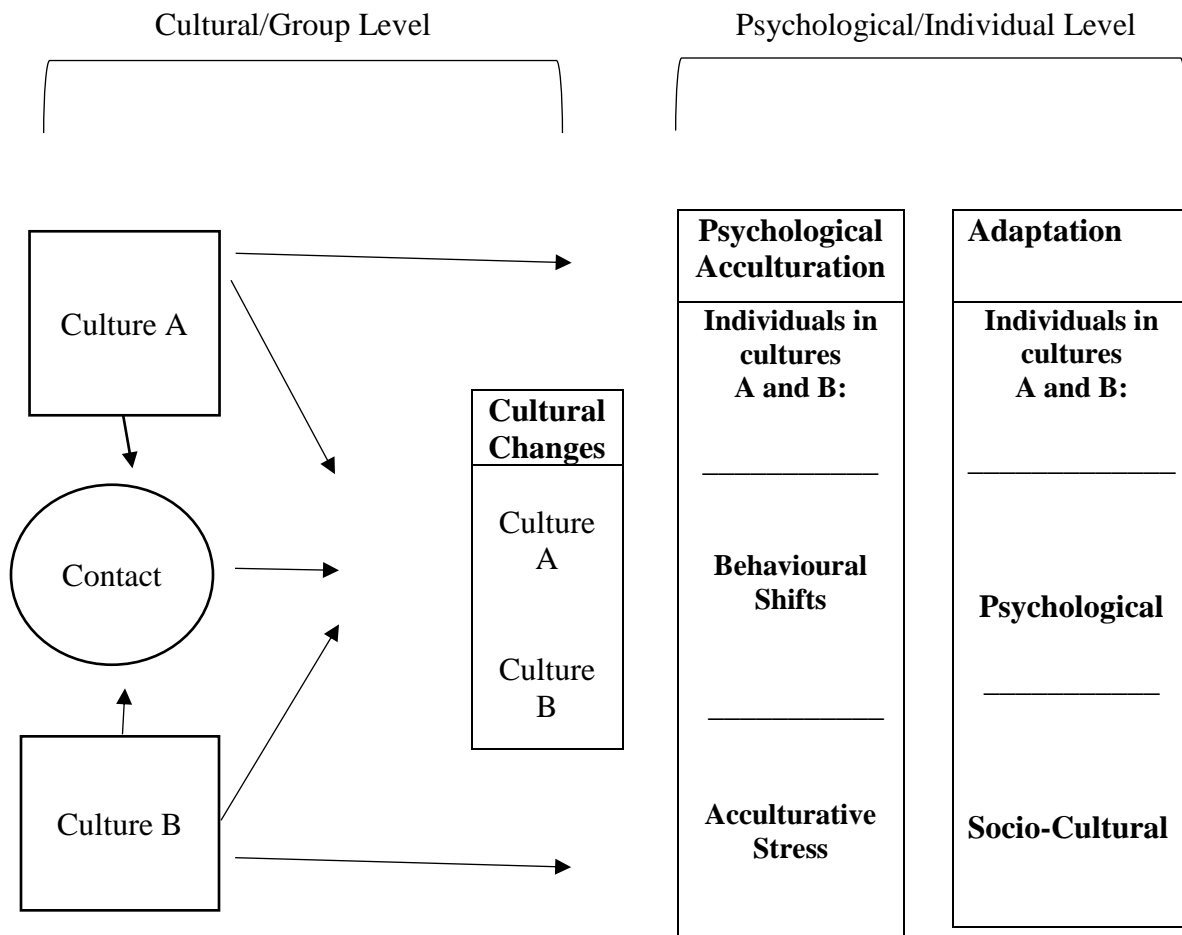 Cultural/Group Level
Psychological/Individual Level
Culture A
Contact
Culture B
Cultural
Changes
Culture
A
Culture
B
Psychological
Acculturation
Individuals in
cultures
A and B:
Behavioural
Shifts
Acculturative
Stress
Adaptation
Individuals in
cultures
A and B:
Psychological
Socio-Cultural